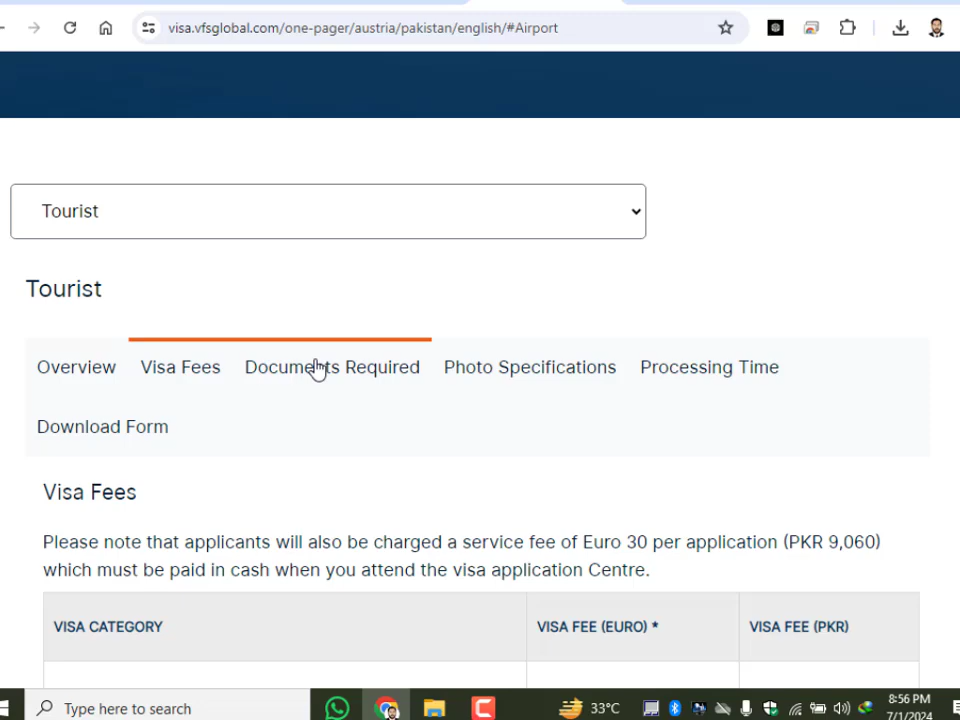 visa.vfsglobal.com/one-pager/austria/pakistan/english/#Airport
Tourist
Tourist
Overview Visa Fees Documents Required Photo Specifications Processing Time
Download Form
Visa Fees
Please note that applicants will also be charged a service fee of Euro 30 per application (PKR 9,060)
which must be paid in cash when you attend the visa application Centre.
VISA CATEGORY VISA FEE (EURO) * VISA FEE (PKR)
Type here to search 33°C 8:56 PM
7/1/2024